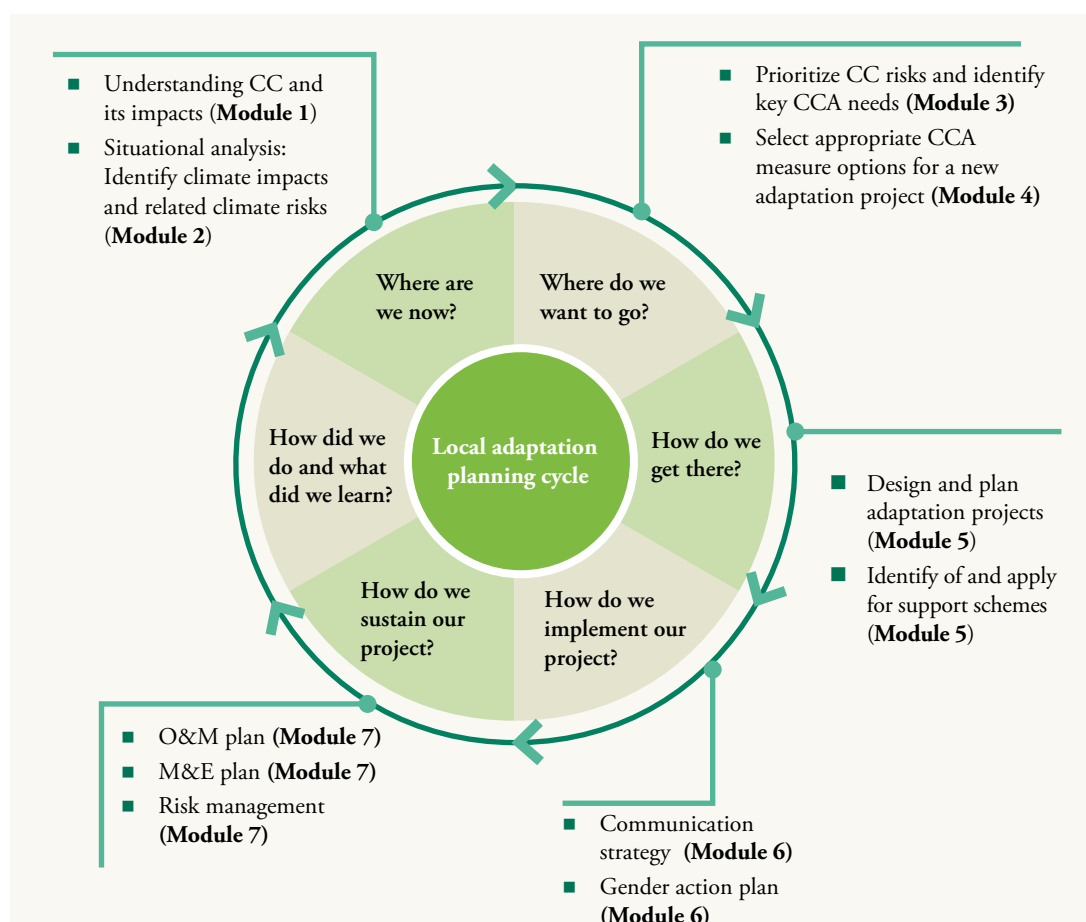 ■ Understanding CC and
its impacts (Module 1)
■ Situational analysis:
Identify climate impacts
and related climate risks
(Module 2)
■ Prioritize CC risks and identify
key CCA needs (Module 3)
■ Select appropriate CCA
measure options for a new
adaptation project (Module 4)
Where are
we now?
Where do we
want to go?
How do we
get there?
How do we
implement our
project?
How do we
sustain our
project?
How did we
do and what
did we learn?
Local adaptation
planning cycle
■ Design and plan
adaptation projects
(Module 5)
■ Identify of and apply
for support schemes
(Module 5)
■ Communication
strategy (Module 6)
■ Gender action plan
(Module 6)
■ O&M plan (Module 7)
■ M&E plan (Module 7)
■ Risk management
(Module 7)